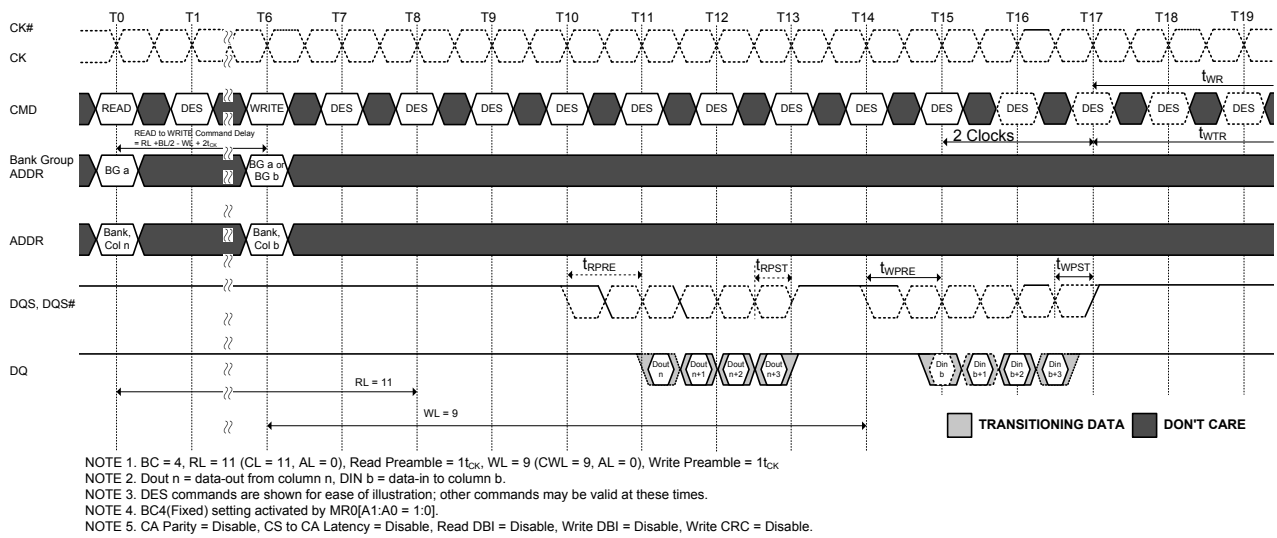 T0 T1 T6 T7 T8 T9 T10 T11 T12 T13 T14 T15 T16 T17 T18 T19
CK#
CK
tWR
CMD READ DES WRITE DES DES DES DES DES DES DES DES DES DES DES DES DES
READ to WRITE Command Delay
= RL +BL/2 - WL + 2tCK
2 Clocks
tWTR
Bank Group
ADDR
BG a
BG a or
BG b
ADDR
Bank,
Col n
Bank,
Col b
tRPRE tRPST tWPRE tWPST
DQS, DQS#
DQ
Dout
n
Dout
n+1
Dout
n+2
Dout
n+3
Din
b
Din
b+1
Din
b+2
Din
b+3
RL = 11
WL = 9
TRANSITIONING DATA DON'T CARE
NOTE 1. BC = 4, RL = 11 (CL = 11, AL = 0), Read Preamble = 1tCK, WL = 9 (CWL = 9, AL = 0), Write Preamble = 1tCK
NOTE 2. Dout n = data-out from column n, DIN b = data-in to column b.
NOTE 3. DES commands are shown for ease of illustration; other commands may be valid at these times.
NOTE 4. BC4(Fixed) setting activated by MR0[A1:A0 = 1:0].
NOTE 5. CA Parity = Disable, CS to CA Latency = Disable, Read DBI = Disable, Write DBI = Disable, Write CRC = Disable.